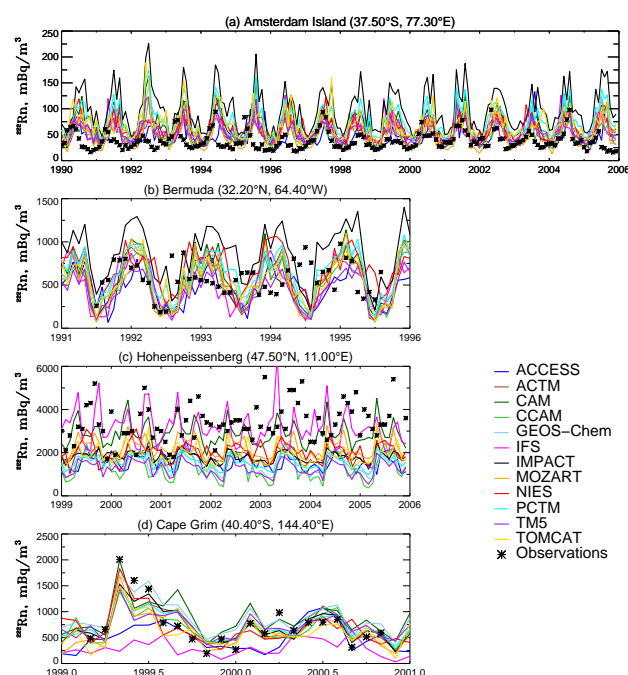 (a) Amsterdam Island (37.50°S, 77.30°E)
²²²Rn, mBq/m³
250
200
150
100
50
0
1990 1992 1994 1996 1998 2000 2002 2004 2006
(b) Bermuda (32.20°N, 64.40°W)
²²²Rn, mBq/m³
1500
1000
500
0
1991 1992 1993 1994 1995 1996
(c) Hohenpeissenberg (47.50°N, 11.00°E)
²²²Rn, mBq/m³
6000
4000
2000
0
1999 2000 2001 2002 2003 2004 2005 2006
(d) Cape Grim (40.40°S, 144.40°E)
²²²Rn, mBq/m³
2500
2000
1500
1000
500
0
1999.0 1999.5 2000.0 2000.5 2001.0
ACCESS
ACTM
CAM
CCAM
GEOS−Chem
IFS
IMPACT
MOZART
NIES
PCTM
TM5
TOMCAT
Observations